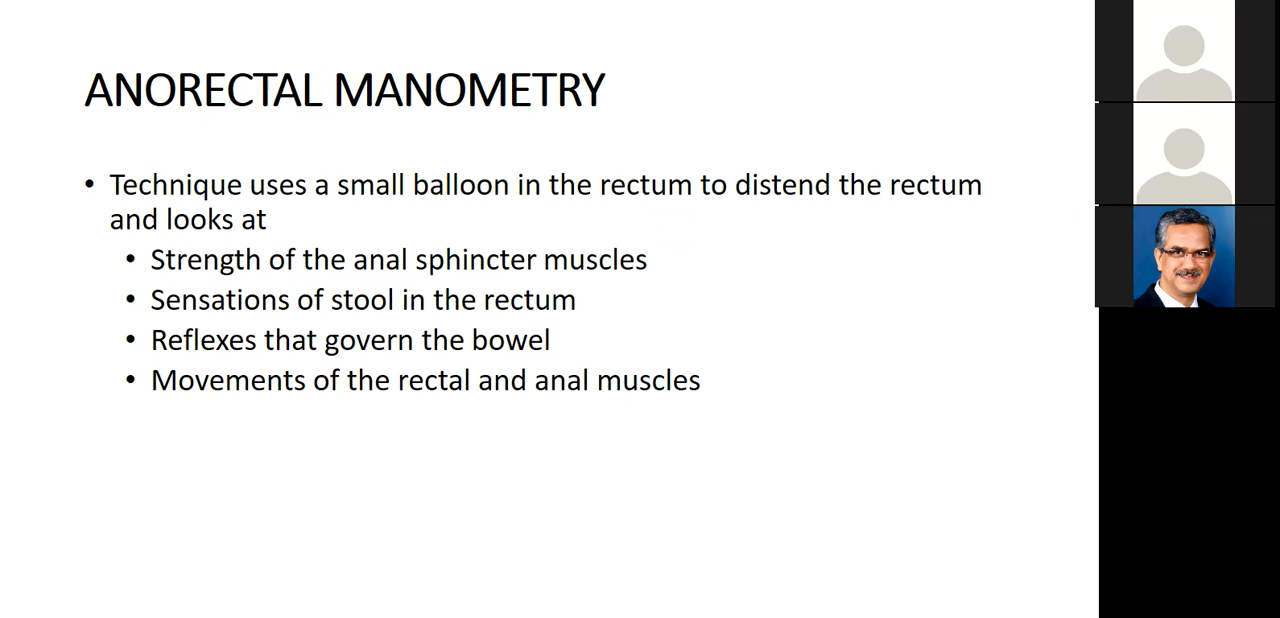 ANORECTAL MANOMETRY
• Technique uses a small balloon in the rectum to distend the rectum
and looks at
• Strength of the anal sphincter muscles
• Sensations of stool in the rectum
• Reflexes that govern the bowel
• Movements of the rectal and anal muscles